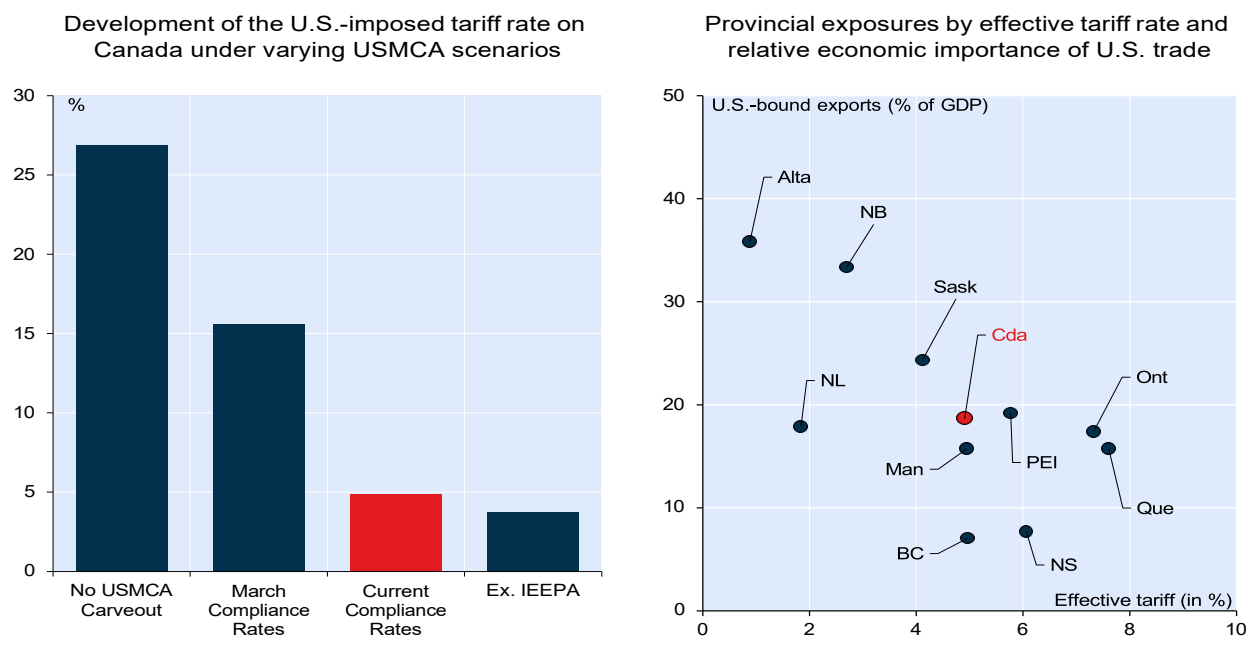 Development of the U.S.-imposed tariff rate on
Canada under varying USMCA scenarios
%
30
25
20
15
10
5
0
No USMCA
Carveout
March
Compliance
Rates
Current
Compliance
Rates
Ex. IEEPA
Provincial exposures by effective tariff rate and
relative economic importance of U.S. trade
U.S.-bound exports (% of GDP)
50
40
30
20
10
0
Alta
NB
Sask
Cda
NL
Ont
Man
PEI
Que
BC
NS
Effective tariff (in %)
0
2
4
6
8
10